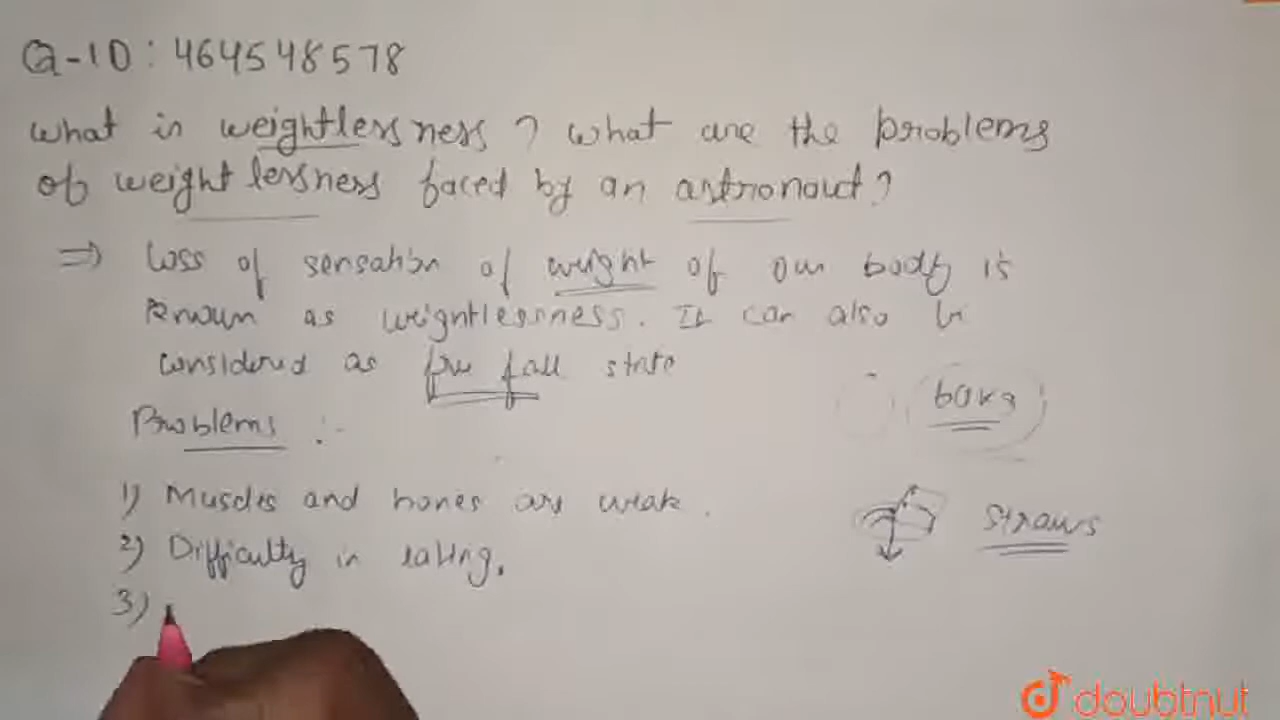 Q-ID : 464548578
what is weightlessness ? what are the problems
of weightlessness faced by an astronaut ?
⇒ Loss of sensation of weight of our body is
known as weightlessness. It can also be
considered as free fall state
60kg
Problems :-
1) Muscles and bones are weak.
straws
2) Difficulty in eating.
3)
doubtnut